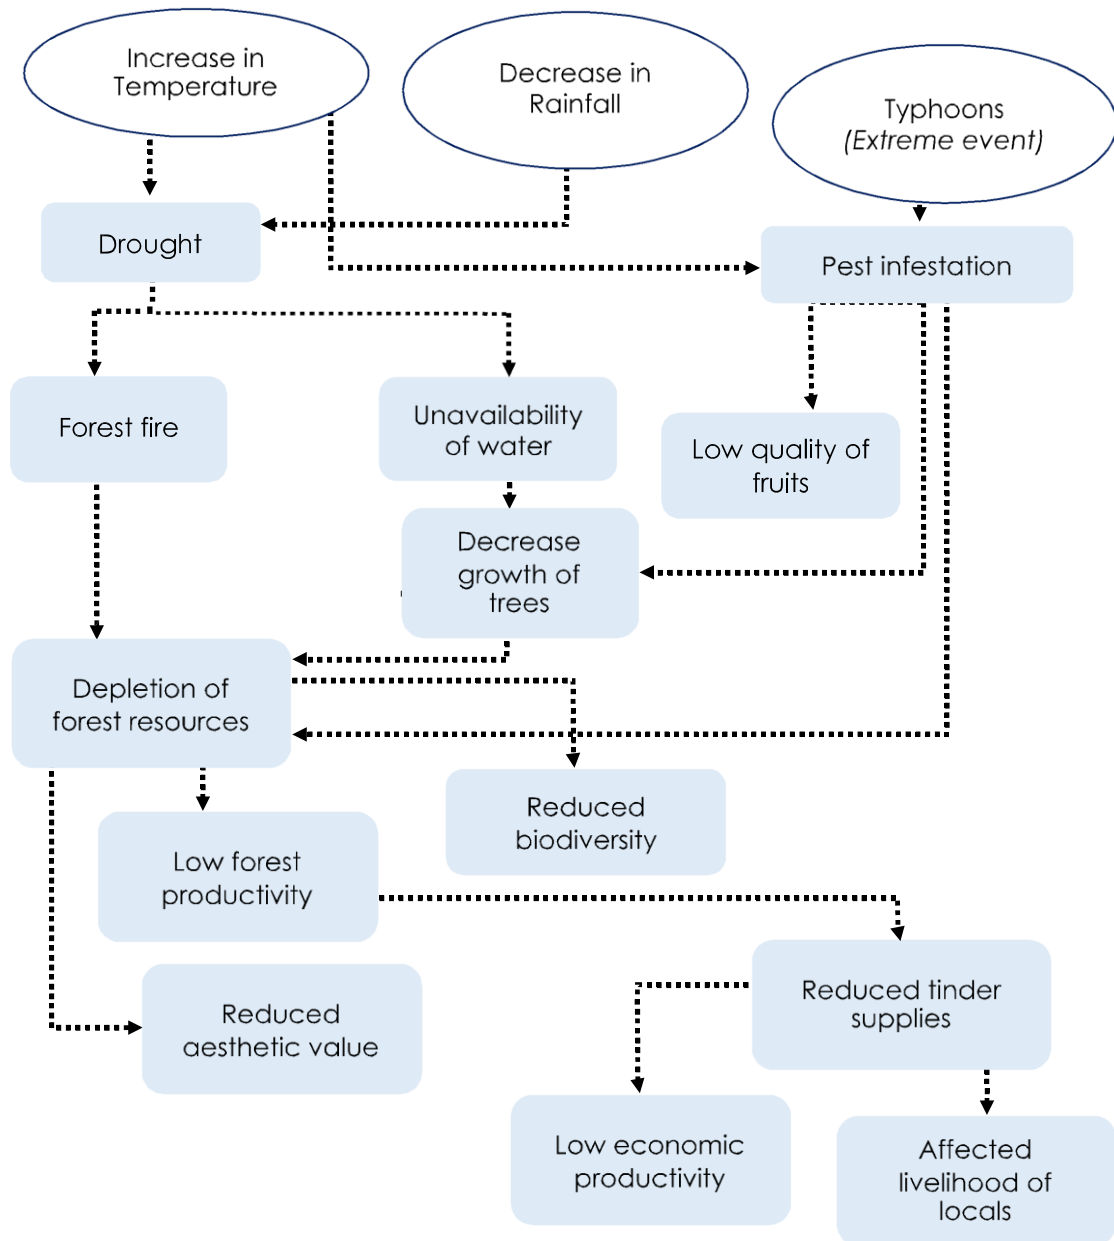 Increase in
Temperature
Decrease in
Rainfall
Typhoons
(Extreme event)
Drought
Pest infestation
Forest fire
Unavailability
of water
Low quality of
fruits
Decrease
growth of
trees
Depletion of
forest resources
Reduced
biodiversity
Low forest
productivity
Reduced tinder
supplies
Reduced
aesthetic value
Low economic
productivity
Affected
livelihood of
locals